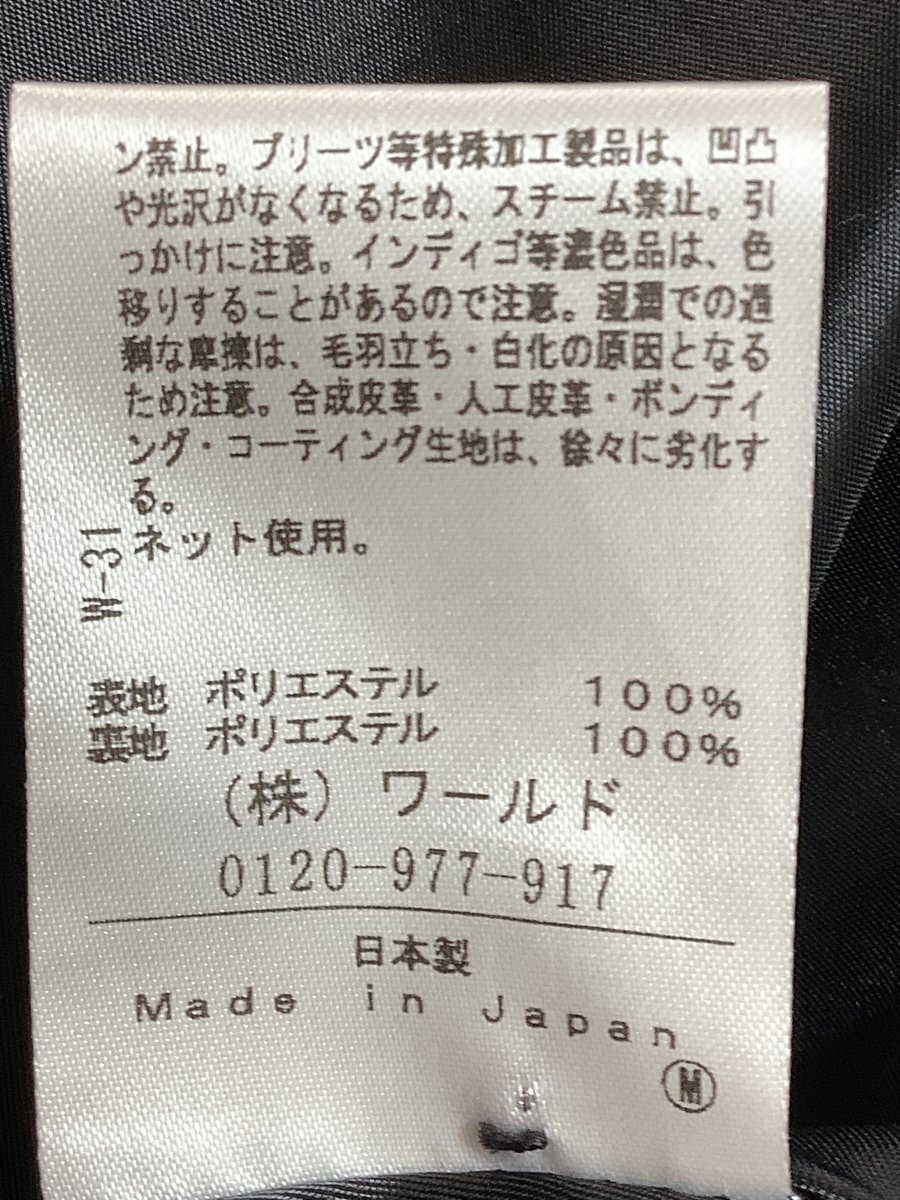 ン禁止。プリーツ等特殊加工製品は、凹凸
や光沢がなくなるため、スチーム禁止。引
っかけに注意。インディゴ等濃色品は、色
移りすることがあるので注意。湿潤での過
剰な摩擦は、毛羽立ち・白化の原因となる
ため注意。合成皮革・人工皮革・ボンディ
ング・コーティング生地は、徐々に劣化す
る。
ネット使用。
W-31
表地 ポリエステル 100%
裏地 ポリエステル 100%
(株) ワールド
0120-977-917
日本製
Made in Japan
M